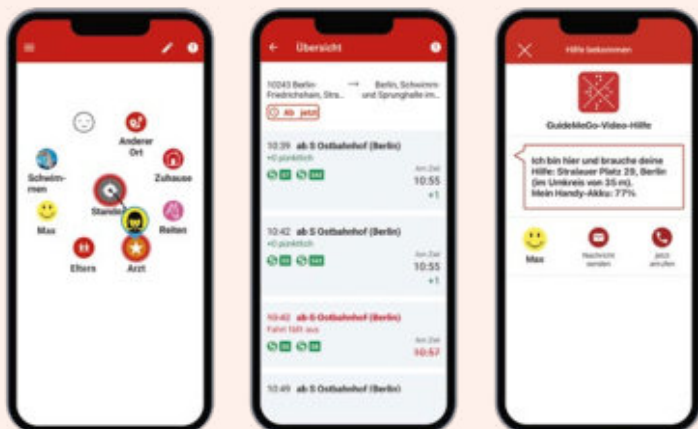 Anderer
Ort
Schwim-
men
Zuhause
Stando
Max
Reiten
Eltern
Arzt
Übersicht
10243 Berlin-
Friedrichshain, Stra...
→
Berlin, Schwimm-
und Sprunghalle im...
Ab jetzt
10:39 ab S Ostbahnhof (Berlin)
+0 pünktlich
Am Ziel
10:55
+1
10:42 ab S Ostbahnhof (Berlin)
+0 pünktlich
Am Ziel
10:55
+1
10:42 ab S Ostbahnhof (Berlin)
Fahrt fällt aus
Am Ziel
10:57
10:49 ab S Ostbahnhof (Berlin)
Hilfe bekommen
GuideMeGo-Video-Hilfe
Ich bin hier und brauche deine
Hilfe: Stralauer Platz 29, Berlin
(im Umkreis von 35 m).
Mein Handy-Akku: 77%
Max
Nachricht
senden
Jetzt
anrufen